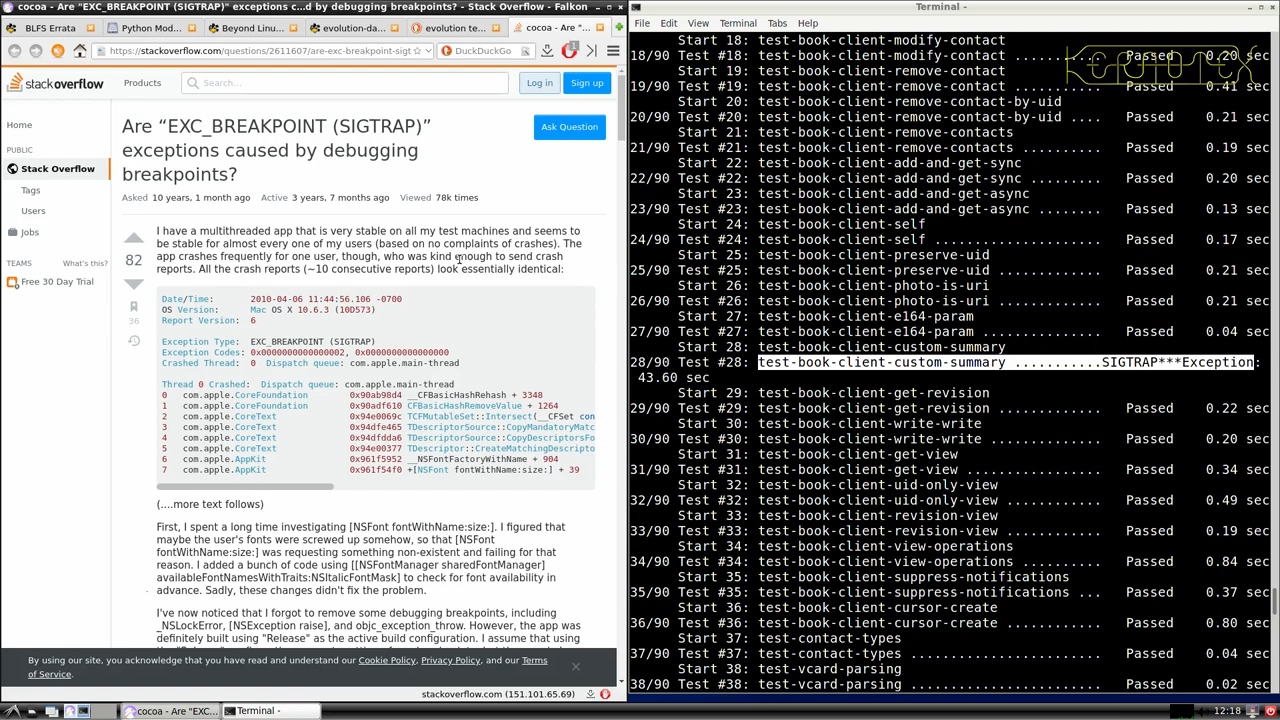 cocoa - Are "EXC_BREAKPOINT (SIGTRAP)" exceptions c...d by debugging breakpoints? - Stack Overflow - Falkon
BLFS Errata
Python Mod...
Beyond Linu...
evolution-da...
evolution te...
cocoa - "Are ...
https://stackoverflow.com/questions/2611607/are-exc-breakpoint-sigt
DuckDuckGo
1
stackoverflow
Products
Search...
Log in
Sign up
Home
PUBLIC
Stack Overflow
Tags
Users
Jobs
TEAMS
What's this?
Free 30 Day Trial
Are “EXC_BREAKPOINT (SIGTRAP)”
exceptions caused by debugging
breakpoints?
Ask Question
Asked 10 years, 1 month ago
Active 3 years, 7 months ago
Viewed 78k times
82
36
I have a multithreaded app that is very stable on all my test machines and seems to
be stable for almost every one of my users (based on no complaints of crashes). The
app crashes frequently for one user, though, who was kind enough to send crash
reports. All the crash reports (~10 consecutive reports) look essentially identical:
Date/Time: 2010-04-06 11:44:56.106 -0700
OS Version: Mac OS X 10.6.3 (10D573)
Report Version: 6
Exception Type: EXC_BREAKPOINT (SIGTRAP)
Exception Codes: 0x0000000000000002, 0x0000000000000000
Crashed Thread: 0 Dispatch queue: com.apple.main-thread
Thread 0 Crashed: Dispatch queue: com.apple.main-thread
0 com.apple.CoreFoundation 0x90ab98d4 __CFBasicHashRehash + 3348
1 com.apple.CoreFoundation 0x90adf610 CFBasicHashRemoveValue + 1264
2 com.apple.CoreText 0x94e0069c TCFMutableSet::Intersect(__CFSet con
3 com.apple.CoreText 0x94dfe465 TDescriptorSource::CopyMandatoryMatc
4 com.apple.CoreText 0x94dfdda6 TDescriptorSource::CopyDescriptorsFo
5 com.apple.CoreText 0x94e00377 TDescriptor::CreateMatchingDescripto
6 com.apple.AppKit 0x961f5952 __NSFontFactoryWithName + 904
7 com.apple.AppKit 0x961f54f0 +[NSFont fontWithName:size:] + 39
(....more text follows)
First, I spent a long time investigating [NSFont fontWithName:size:]. I figured that
maybe the user's fonts were screwed up somehow, so that [NSFont
fontWithName:size:] was requesting something non-existent and failing for that
reason. I added a bunch of code using [[NSFontManager sharedFontManager]
availableFontNamesWithTraits:NSItalicFontMask] to check for font availability in
advance. Sadly, these changes didn't fix the problem.
I've now noticed that I forgot to remove some debugging breakpoints, including
_NSLockError, [NSException raise], and objc_exception_throw. However, the app was
definitely built using "Release" as the active build configuration. I assume that using
By using our site, you acknowledge that you have read and understand our Cookie Policy, Privacy Policy, and our Terms
of Service.
stackoverflow.com (151.101.65.69)
Terminal -
File Edit View Terminal Tabs Help
Start 18: test-book-client-modify-contact
18/90 Test #18: test-book-client-modify-contact .......... Passed 0.20 sec
Start 19: test-book-client-remove-contact
19/90 Test #19: test-book-client-remove-contact ............ Passed 0.41 sec
Start 20: test-book-client-remove-contact-by-uid
20/90 Test #20: test-book-client-remove-contact-by-uid .... Passed 0.21 sec
Start 21: test-book-client-remove-contacts
21/90 Test #21: test-book-client-remove-contacts .......... Passed 0.19 sec
Start 22: test-book-client-add-and-get-sync
22/90 Test #22: test-book-client-add-and-get-sync ......... Passed 0.20 sec
Start 23: test-book-client-add-and-get-async
23/90 Test #23: test-book-client-add-and-get-async ........ Passed 0.13 sec
Start 24: test-book-client-self
24/90 Test #24: test-book-client-self ..................... Passed 0.17 sec
Start 25: test-book-client-preserve-uid
25/90 Test #25: test-book-client-preserve-uid ............. Passed 0.21 sec
Start 26: test-book-client-photo-is-uri
26/90 Test #26: test-book-client-photo-is-uri ............. Passed 0.21 sec
Start 27: test-book-client-e164-param
27/90 Test #27: test-book-client-e164-param ............... Passed 0.04 sec
Start 28: test-book-client-custom-summary
28/90 Test #28: test-book-client-custom-summary ...........SIGTRAP***Exception:
43.60 sec
Start 29: test-book-client-get-revision
29/90 Test #29: test-book-client-get-revision ............. Passed 0.22 sec
Start 30: test-book-client-write-write
30/90 Test #30: test-book-client-write-write .............. Passed 0.20 sec
Start 31: test-book-client-get-view
31/90 Test #31: test-book-client-get-view ................. Passed 0.34 sec
Start 32: test-book-client-uid-only-view
32/90 Test #32: test-book-client-uid-only-view ............ Passed 0.49 sec
Start 33: test-book-client-revision-view
33/90 Test #33: test-book-client-revision-view ............ Passed 0.19 sec
Start 34: test-book-client-view-operations
34/90 Test #34: test-book-client-view-operations .......... Passed 0.84 sec
Start 35: test-book-client-suppress-notifications
35/90 Test #35: test-book-client-suppress-notifications ... Passed 0.37 sec
Start 36: test-book-client-cursor-create
36/90 Test #36: test-book-client-cursor-create ............ Passed 0.80 sec
Start 37: test-contact-types
37/90 Test #37: test-contact-types ........................ Passed 0.04 sec
Start 38: test-vcard-parsing
38/90 Test #38: test-vcard-parsing ........................ Passed 0.02 sec
cocoa - Are "EXC...
Terminal -
12:18